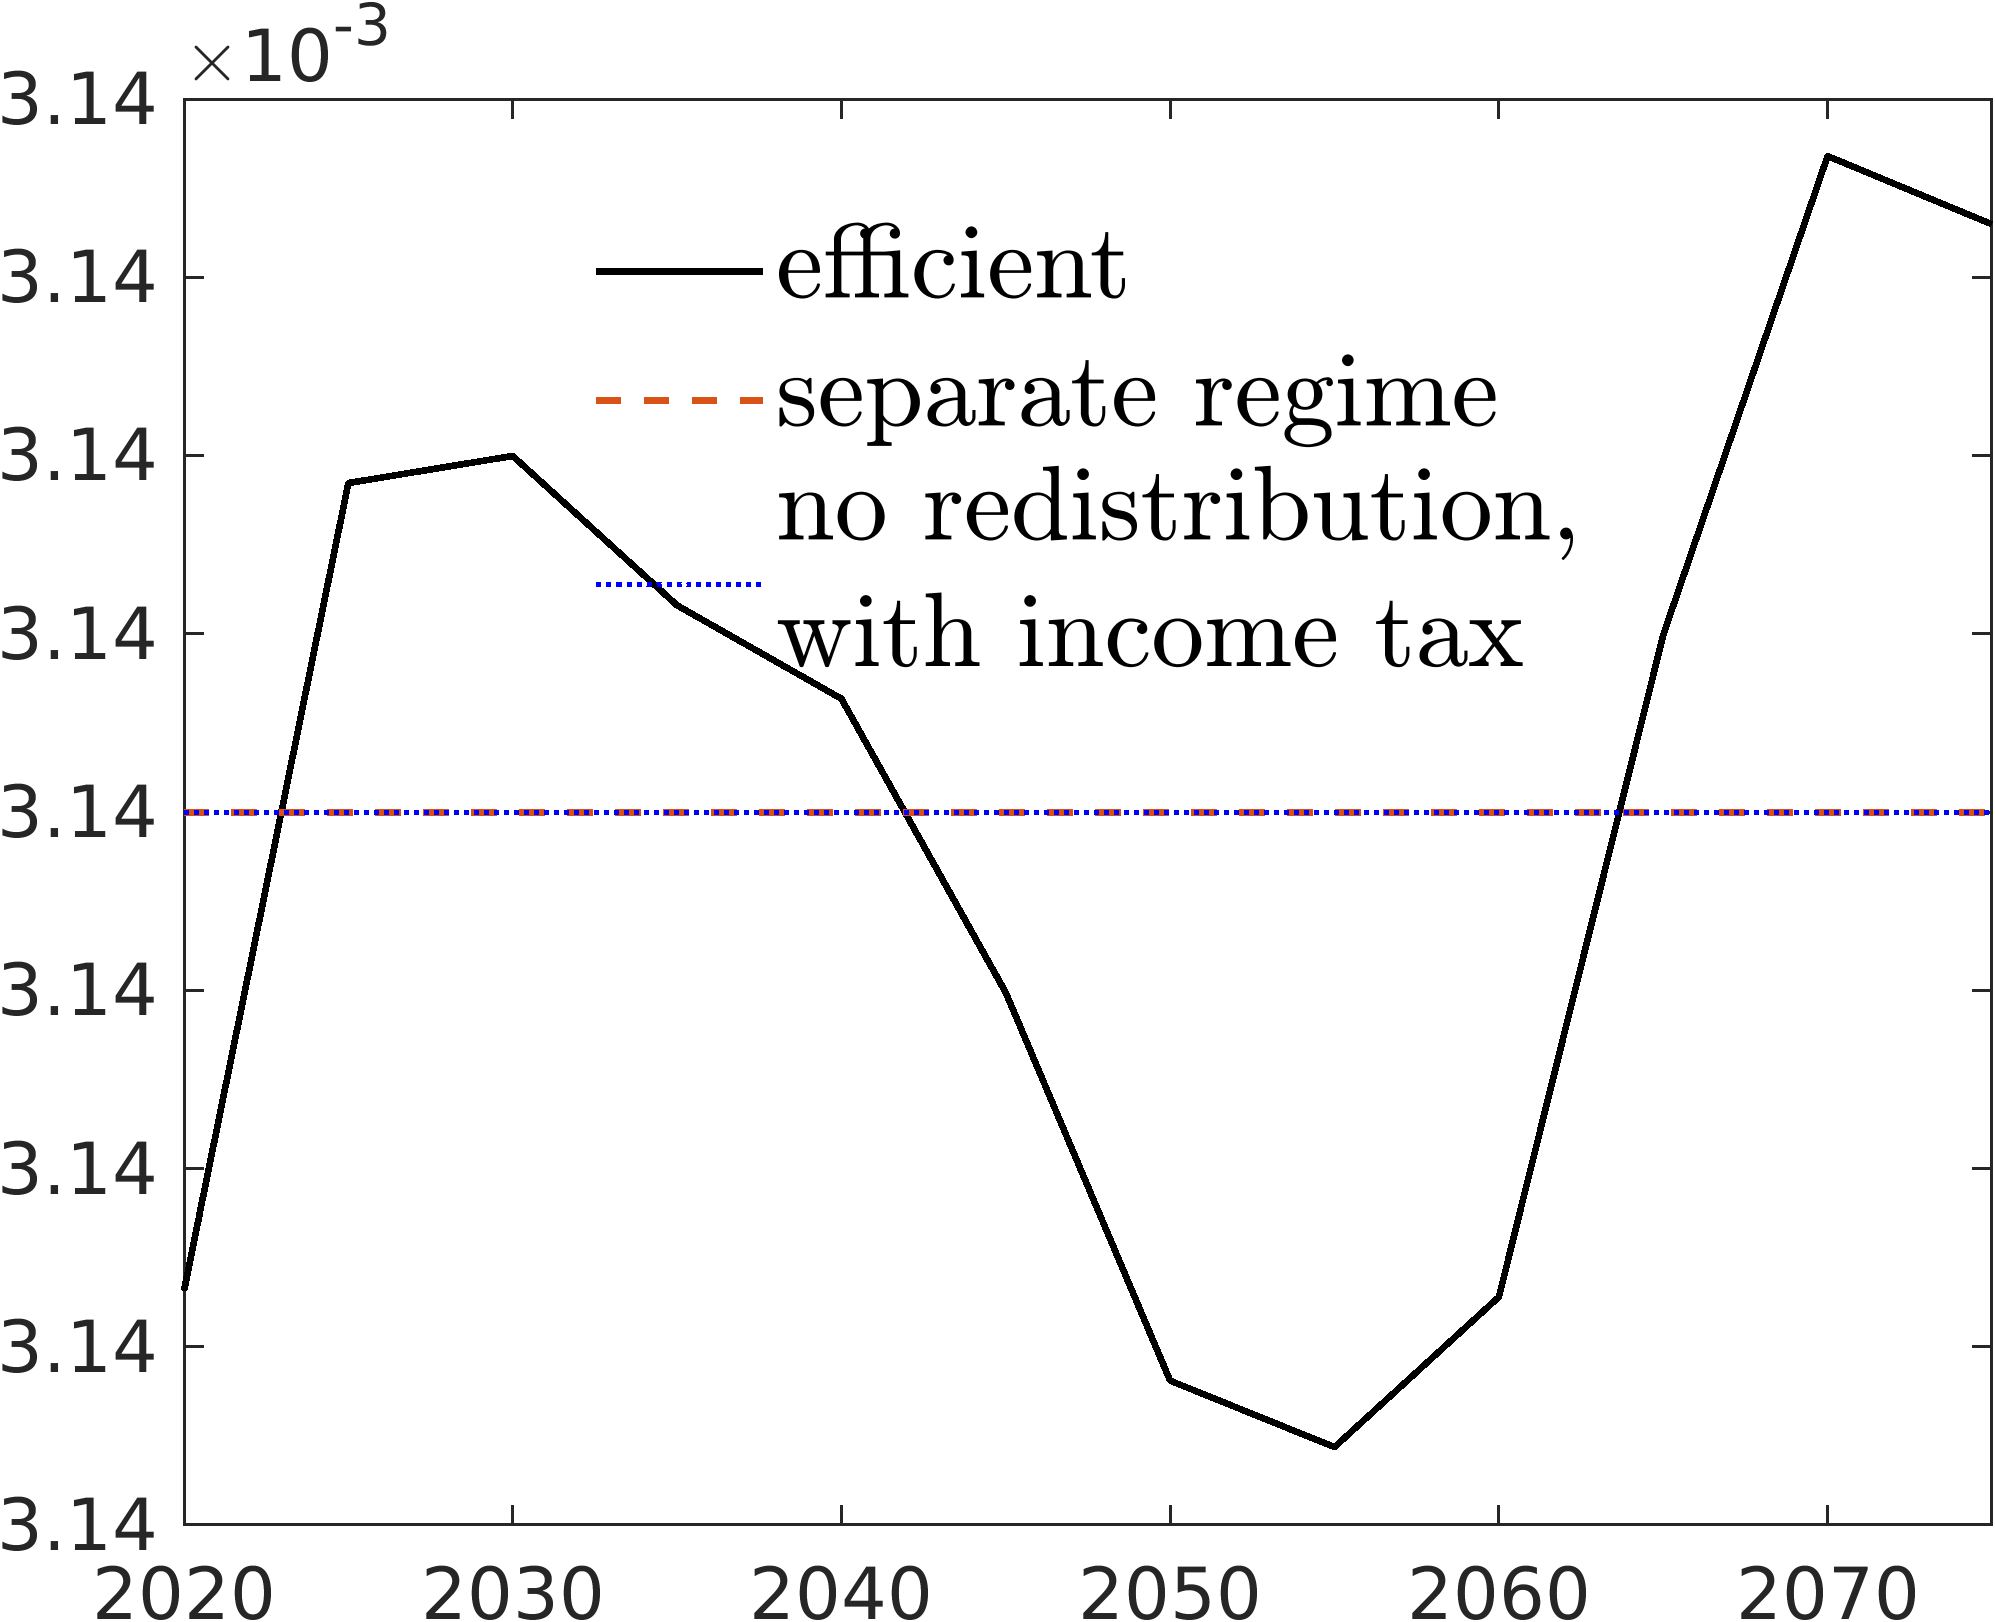 ×10-3
3.14
3.14
3.14
3.14
3.14
3.14
3.14
3.14
3.14
efficient
separate regime
no redistribution,
with income tax
2020 2030 2040 2050 2060 2070